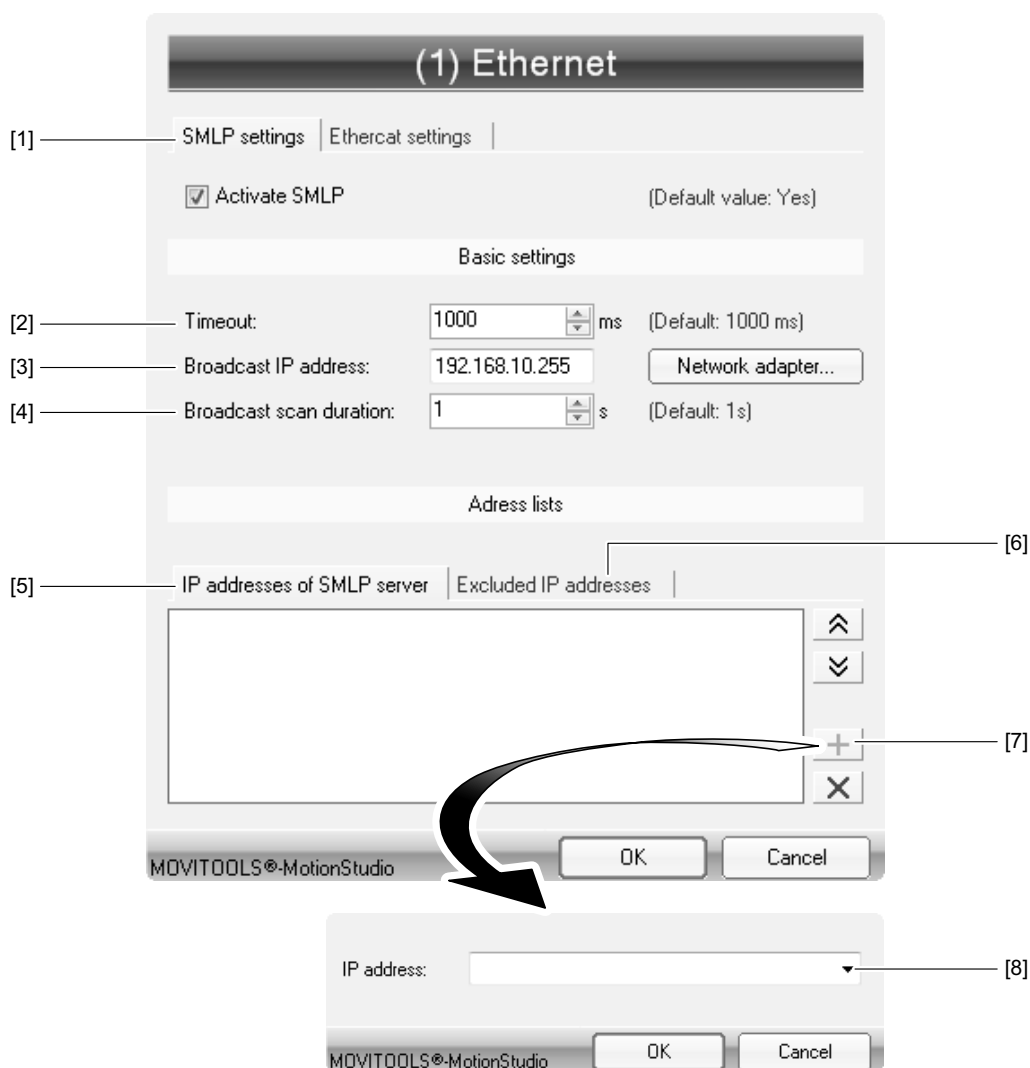 (1) Ethernet
[1]
SMLP settings
Ethercat settings
Activate SMLP
(Default value: Yes)
Basic settings
[2]
Timeout:
1000
ms
(Default: 1000 ms)
[3]
Broadcast IP address:
192.168.10.255
Network adapter...
[4]
Broadcast scan duration:
1
s
(Default: 1s)
Adress lists
[6]
[5]
IP addresses of SMLP server
Excluded IP addresses
[7]
MOVITOOLS®-MotionStudio
OK
Cancel
IP address:
[8]
MOVITOOLS®-MotionStudio
OK
Cancel